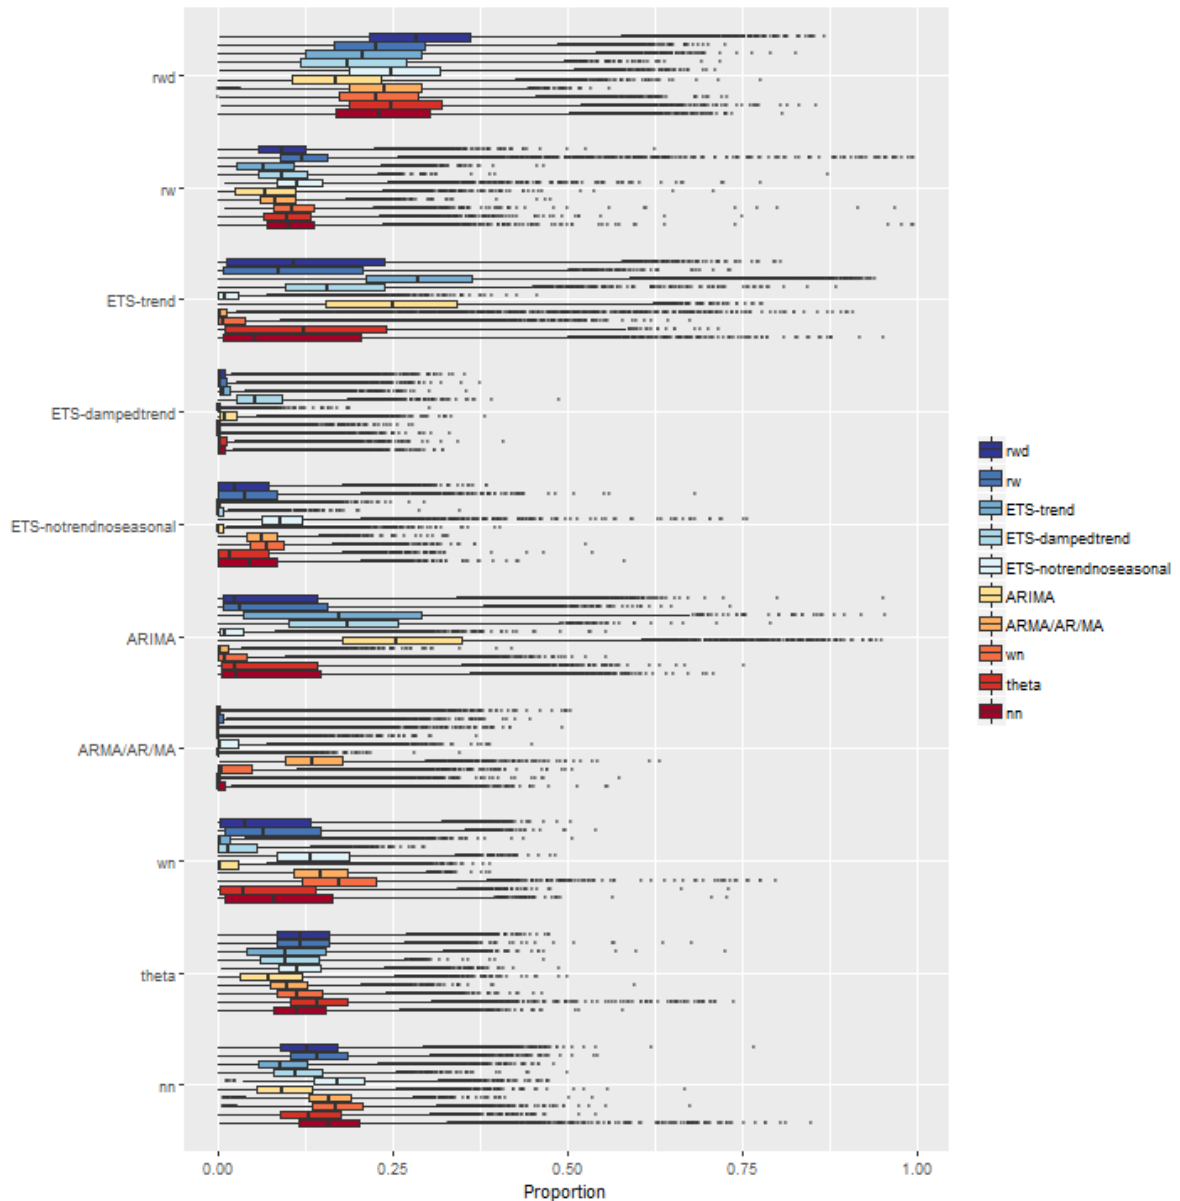 rwd
rw
ETS-trend
ETS-dampedtrend
ETS-notrendnoseasonal
ARIMA
ARMA/AR/MA
wn
theta
nn
0.00
0.25
0.50
0.75
1.00
Proportion
rwd
rw
ETS-trend
ETS-dampedtrend
ETS-notrendnoseasonal
ARIMA
ARMA/AR/MA
wn
theta
nn